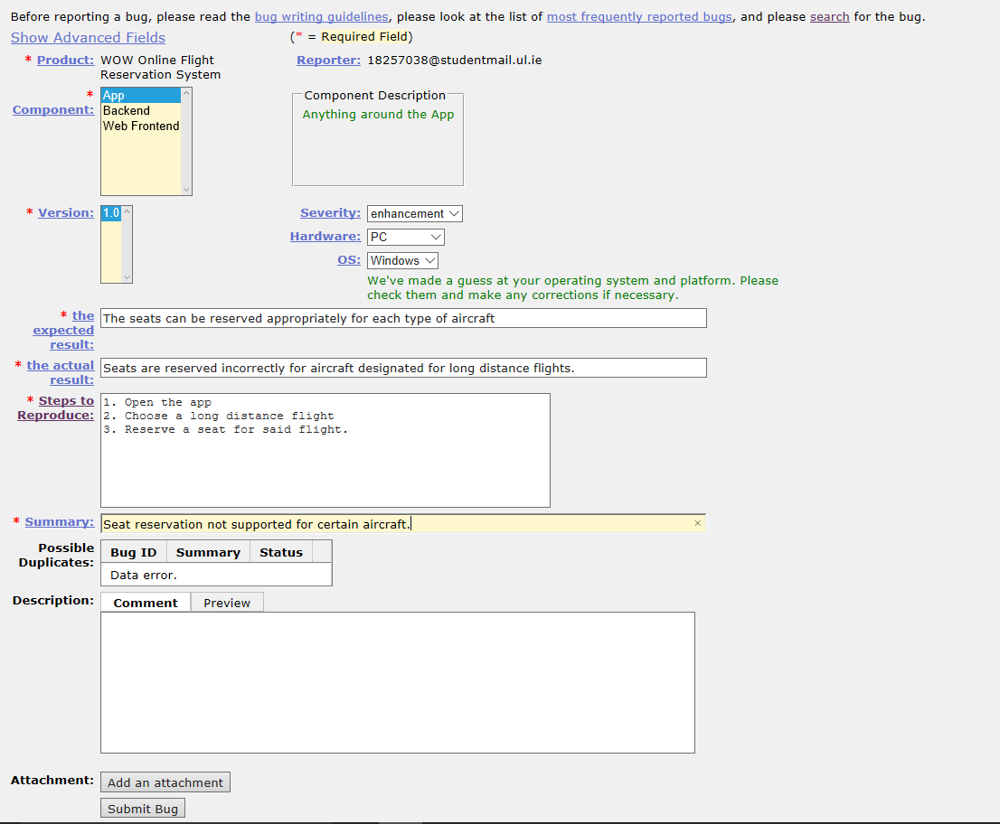 Before reporting a bug, please read the bug writing guidelines, please look at the list of most frequently reported bugs, and please search for the bug.
Show Advanced Fields (* = Required Field)
* Product: WOW Online Flight Reservation System Reporter: 18257038@studentmail.ul.ie
* Component: App
Backend
Web Frontend
Component Description
Anything around the App
* Version: 1.0
Severity: enhancement
Hardware: PC
OS: Windows
We've made a guess at your operating system and platform. Please
check them and make any corrections if necessary.
* the expected result: The seats can be reserved appropriately for each type of aircraft
* the actual result: Seats are reserved incorrectly for aircraft designated for long distance flights.
* Steps to Reproduce:
1. Open the app
2. Choose a long distance flight
3. Reserve a seat for said flight.
* Summary: Seat reservation not supported for certain aircraft. ×
Possible Duplicates:
Bug ID Summary Status
Data error.
Description: Comment Preview
Attachment: Add an attachment
Submit Bug